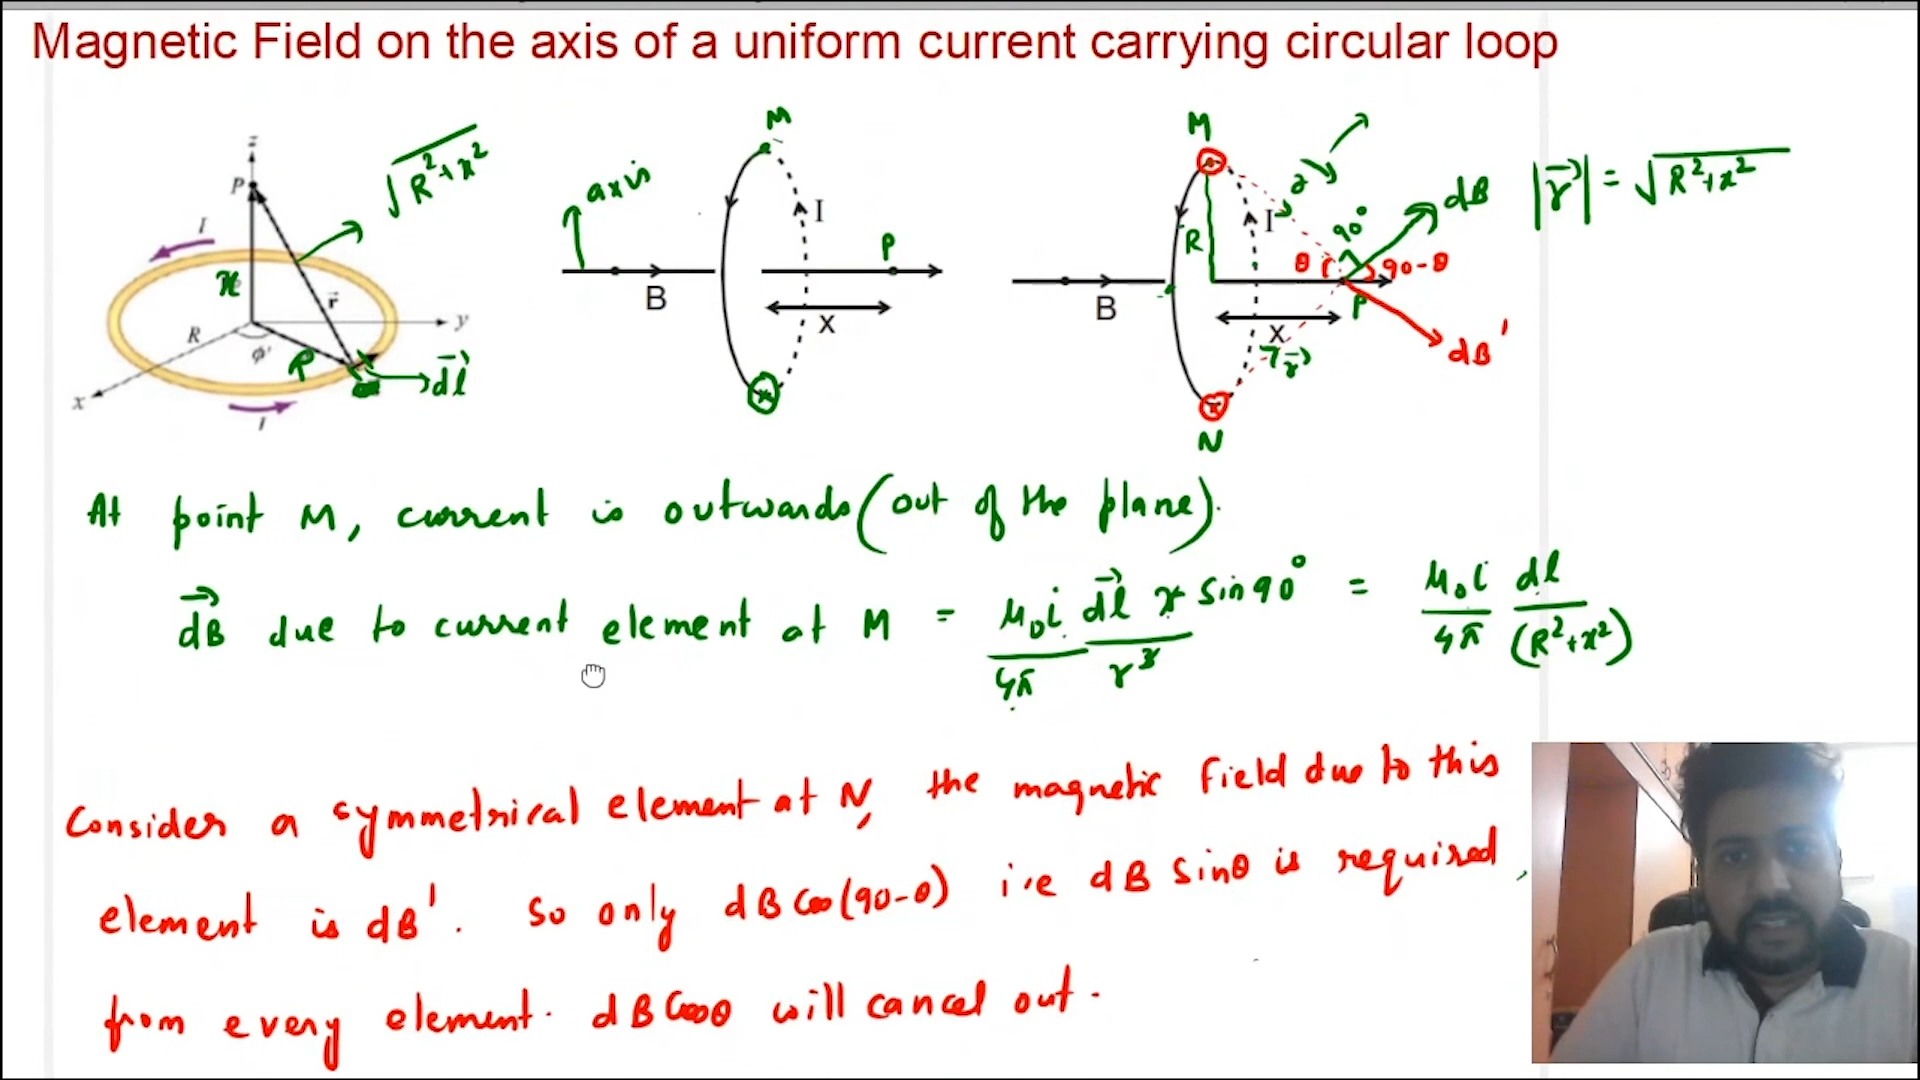 Magnetic Field on the axis of a uniform current carrying circular loop
z
P
√R²+x²
I
x
r⃗
R
ϕ'
R
y
x
dl⃗
I
axis
M
I
P
B
X
M
R
I
r⃗
90°
dB
θ
90-θ
P
B
X
r⃗
dB'
N
|r⃗| = √R²+x²
At point M, current is outwards (out of the plane).
dB⃗ due to current element at M = μ₀i/4π dl⃗ r sin90°/r³ = μ₀i/4π dl/(R²+x²)
Consider a symmetrical element at N, the magnetic field due to this
element is dB'. So only dB Cos(90-θ) i.e dB Sinθ is required
from every element. dB Cosθ will cancel out.